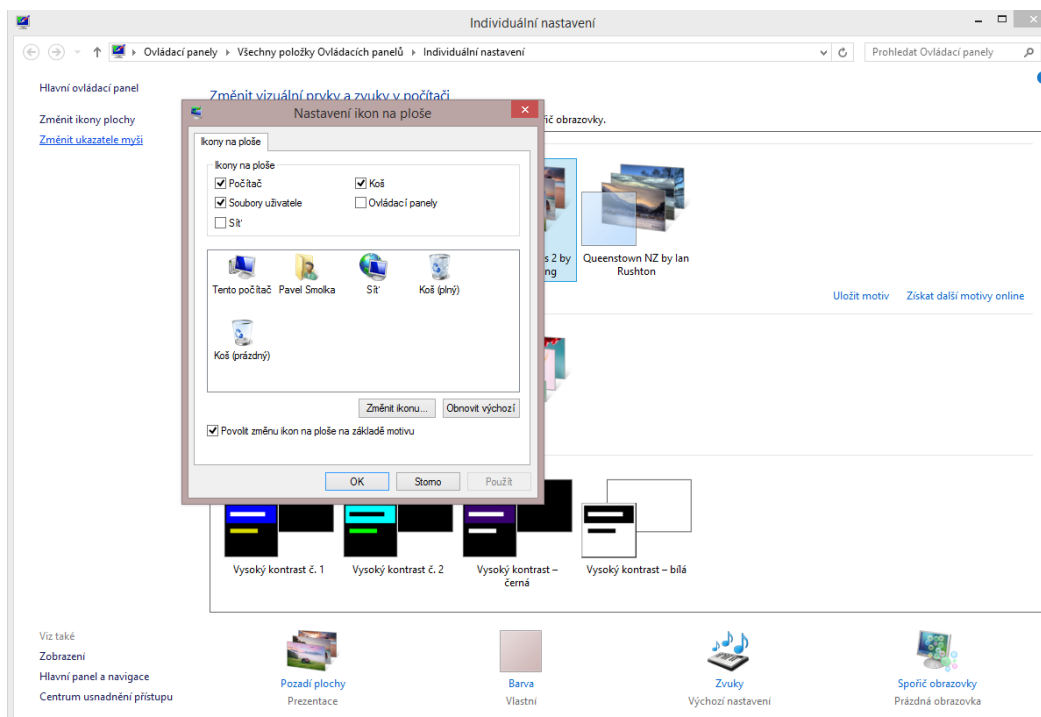 Individuální nastavení
Ovládací panely
Všechny položky Ovládacích panelů
Individuální nastavení
Prohledat Ovládací panely
Hlavní ovládací panel
Změnit ikony plochy
Změnit ukazatele myši
Změnit vizuální prvky a zvuky v počítači
ič obrazovky.
Nastavení ikon na ploše
Ikony na ploše
Ikony na ploše
Počítač
Koš
Soubory uživatele
Ovládací panely
Síť
Tento počítač
Pavel Smolka
Síť
Koš (plný)
Koš (prázdný)
Změnit ikonu...
Obnovit výchozí
Povolit změnu ikon na ploše na základě motivu
OK
Storno
Použít
s 2 by
ng
Queenstown NZ by Ian
Rushton
Uložit motiv
Získat další motivy online
Vysoký kontrast č. 1
Vysoký kontrast č. 2
Vysoký kontrast –
černá
Vysoký kontrast – bílá
Viz také
Zobrazení
Hlavní panel a navigace
Centrum usnadnění přístupu
Pozadí plochy
Prezentace
Barva
Vlastní
Zvuky
Výchozí nastavení
Spořič obrazovky
Prázdná obrazovka